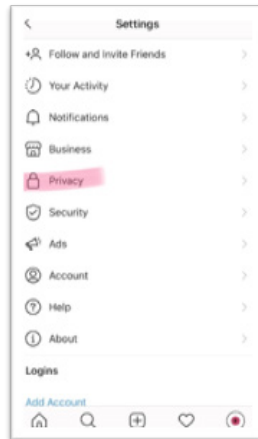 Settings
Follow and Invite Friends
Your Activity
Notifications
Business
Privacy
Security
Ads
Account
Help
About
Logins
Add Account